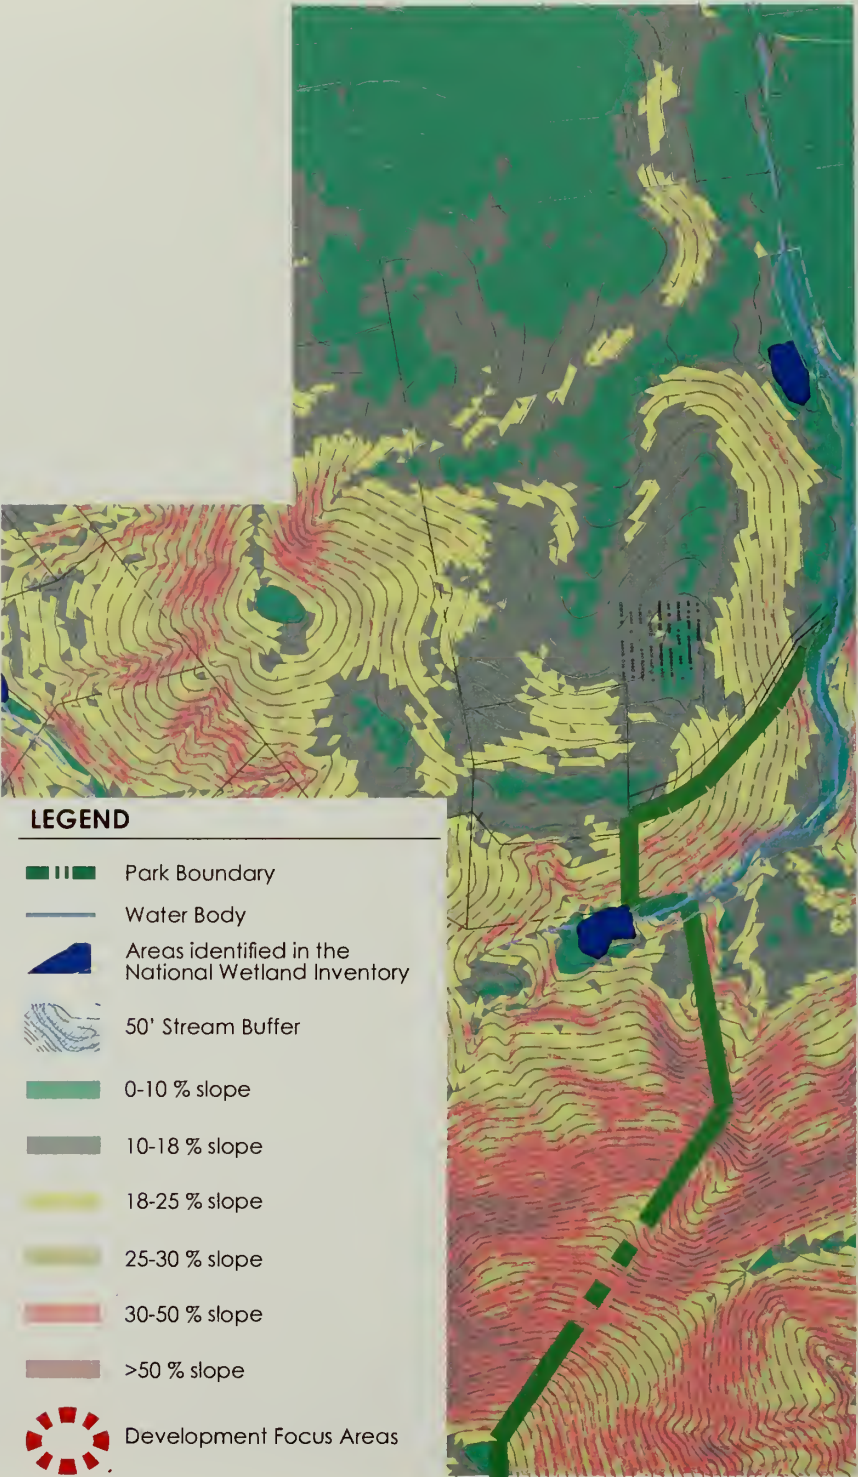 LEGEND
Park Boundary
Water Body
Areas identified in the
National Wetland Inventory
50' Stream Buffer
0-10 % slope
10-18 % slope
18-25 % slope
25-30 % slope
30-50 % slope
>50 % slope
Development Focus Areas